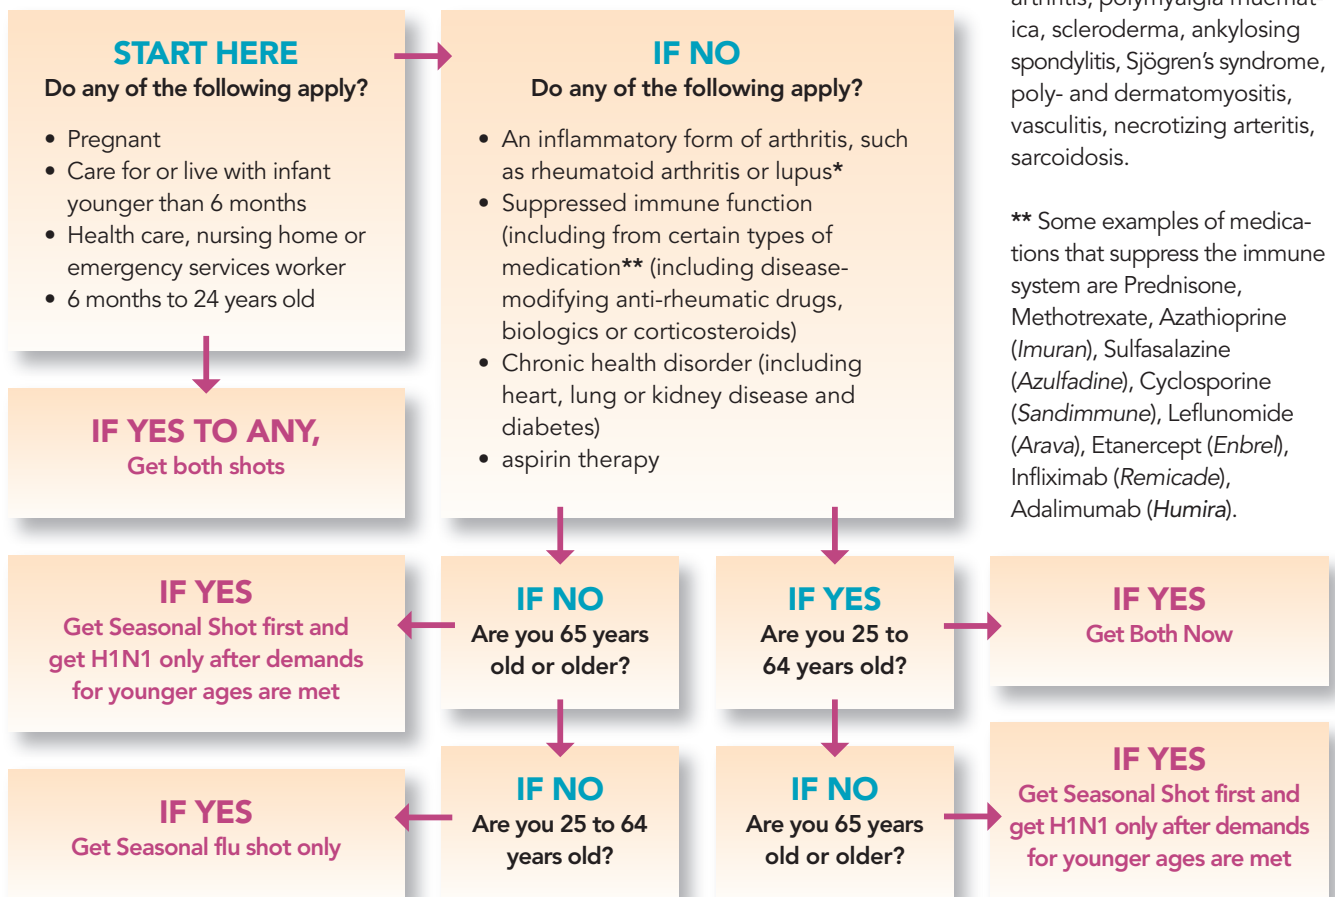 START HERE
Do any of the following apply?
• Pregnant
• Care for or live with infant
younger than 6 months
• Health care, nursing home or
emergency services worker
• 6 months to 24 years old
IF YES TO ANY,
Get both shots
IF NO
Do any of the following apply?
• An inflammatory form of arthritis, such
as rheumatoid arthritis or lupus*
• Suppressed immune function
(including from certain types of
medication** (including disease-
modifying anti-rheumatic drugs,
biologics or corticosteroids)
• Chronic health disorder (including
heart, lung or kidney disease and
diabetes)
• aspirin therapy
arthritis, polymyalgia rhuemat-
ica, scleroderma, ankylosing
spondylitis, Sjögren’s syndrome,
poly- and dermatomyositis,
vasculitis, necrotizing arteritis,
sarcoidosis.
** Some examples of medica-
tions that suppress the immune
system are Prednisone,
Methotrexate, Azathioprine
(Imuran), Sulfasalazine
(Azulfadine), Cyclosporine
(Sandimmune), Leflunomide
(Arava), Etanercept (Enbrel),
Infliximab (Remicade),
Adalimumab (Humira).
IF YES
Get Seasonal Shot first and
get H1N1 only after demands
for younger ages are met
IF NO
Are you 65 years
old or older?
IF YES
Are you 25 to
64 years old?
IF YES
Get Both Now
IF YES
Get Seasonal flu shot only
IF NO
Are you 25 to 64
years old?
IF NO
Are you 65 years
old or older?
IF YES
Get Seasonal Shot first and
get H1N1 only after demands
for younger ages are met